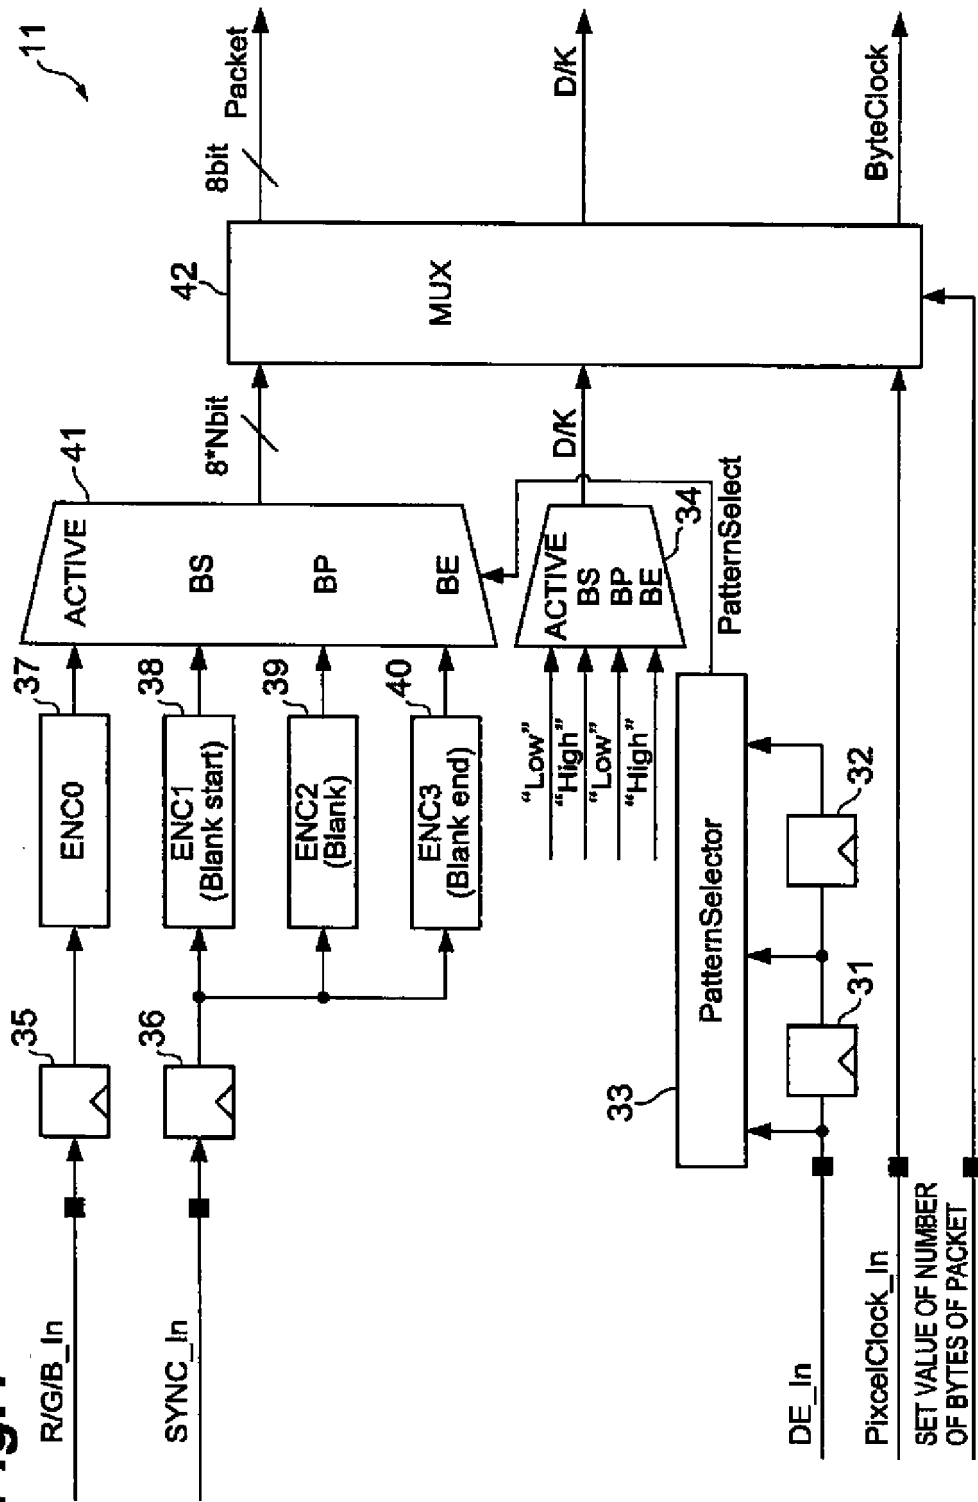 11
R/G/B_In
35
ENC0
37
ACTIVE
41
8*Nbit
42
8bit
Packet
SYNC_In
36
ENC1
(Blank start)
38
BS
ENC2
(Blank)
39
BP
ENC3
(Blank end)
40
BE
MUX
"Low"
"High"
"Low"
"High"
ACTIVE
BS
BP
BE
34
D/K
D/K
33
PatternSelector
PatternSelect
31
32
DE_In
PixcelClock_In
ByteClock
SET VALUE OF NUMBER
OF BYTES OF PACKET